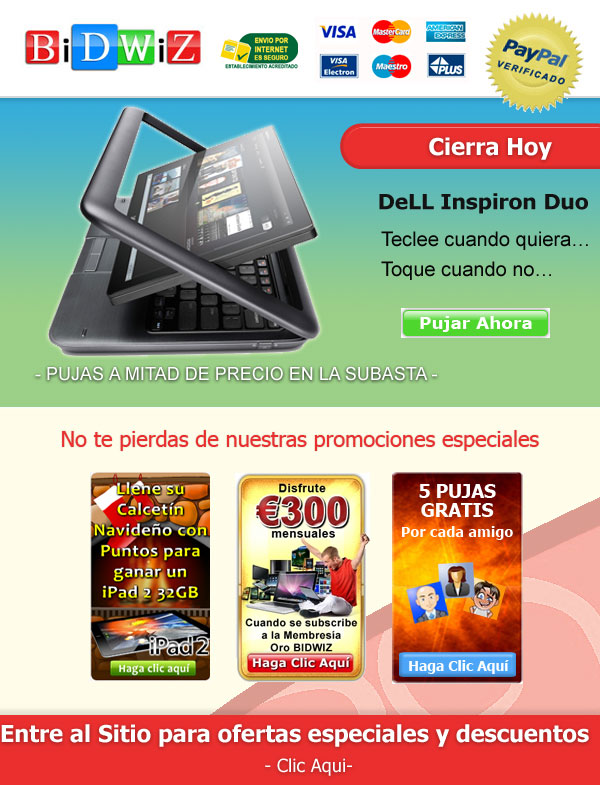 BiDWiZ
ENVIO POR
INTERNET
ES SEGURO
ESTABLECIMIENTO ACREDITADO
VISA
MasterCard
AMERICAN
EXPRESS
VISA
Electron
Maestro
PLUS
PayPal
VERIFICADO
Cierra Hoy
DeLL Inspiron Duo
Teclee cuando quiera...
Toque cuando no...
Pujar Ahora
- PUJAS A MITAD DE PRECIO EN LA SUBASTA -
No te pierdas de nuestras promociones especiales
Llene su
Calcetín
Navideño con
Puntos para
ganar un
iPad 2 32GB
iPad 2
Haga clic aquí
Disfrute
€300
mensuales
Cuando se subscribe
a la Membresía
Oro BIDWIZ
Haga Clic Aquí
5 PUJAS
GRATIS
Por cada amigo
Haga Clic Aquí
Entre al Sitio para ofertas especiales y descuentos
- Clic Aqui-